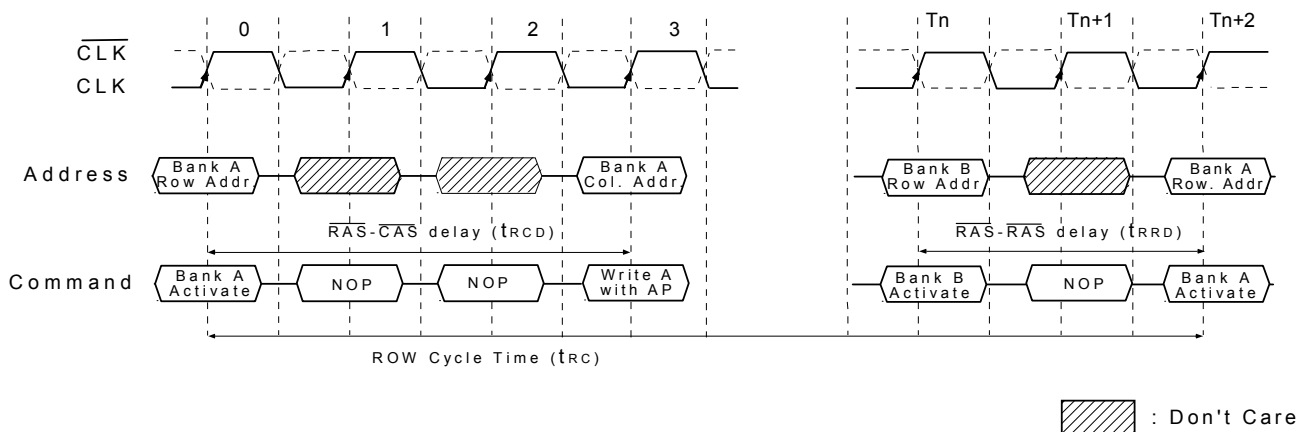 0 1 2 3 Tn Tn+1 Tn+2
CLK
CLK
Address
Bank A
Row Addr.
Bank A
Col. Addr.
Bank B
Row Addr.
Bank A
Row. Addr
RAS-CAS delay (tRCD)
RAS-RAS delay (tRRD)
Command
Bank A
Activate
NOP
NOP
Write A
with AP
Bank B
Activate
NOP
Bank A
Activate
ROW Cycle Time (tRC)
: Don't Care